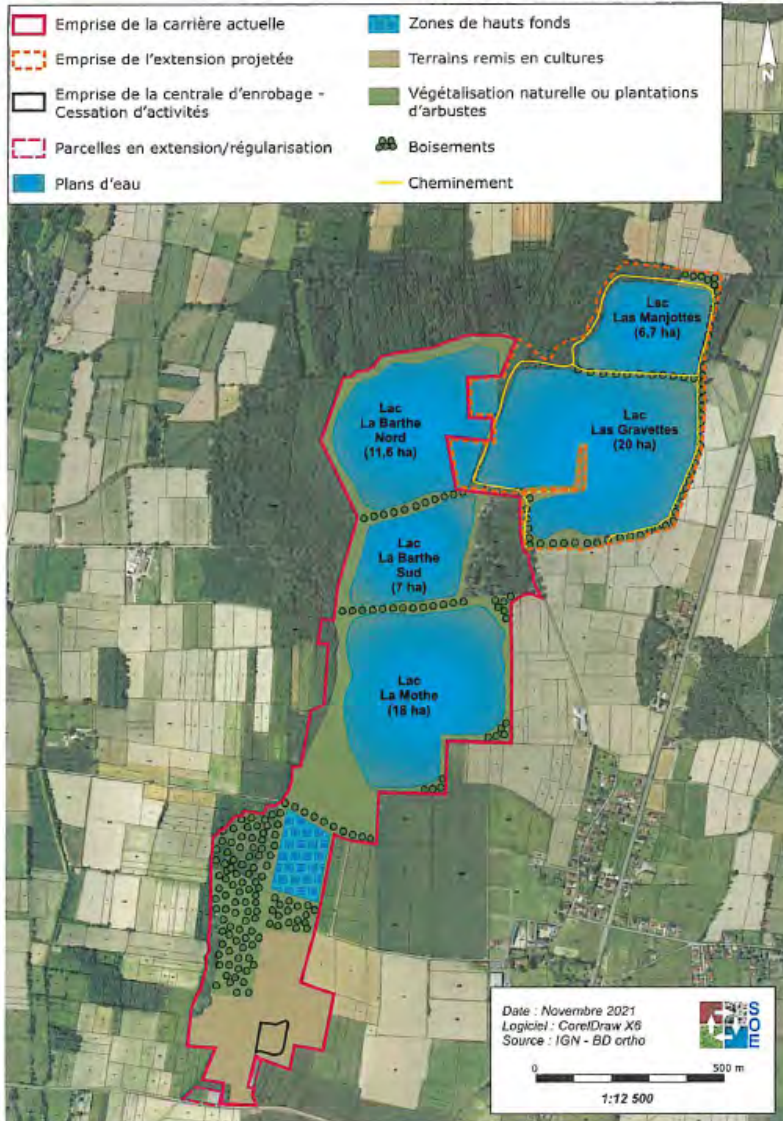 Emprise de la carrière actuelle
Emprise de l'extension projetée
Emprise de la centrale d'enrobage -
Cessation d'activités
Parcelles en extension/régularisation
Plans d'eau
Zones de hauts fonds
Terrains remis en cultures
Végétalisation naturelle ou plantations
d'arbustes
Boisements
Cheminement
N
Lac
Las Manjottes
(6,7 ha)
Lac
La Barthe
Nord
(11,6 ha)
Lac
Las Gravettes
(20 ha)
Lac
La Barthe
Sud
(7 ha)
Lac
La Mothe
(18 ha)
Date : Novembre 2021
Logiciel : CorelDraw X6
Source : IGN - BD ortho
SOE
0 500 m
1:12 500